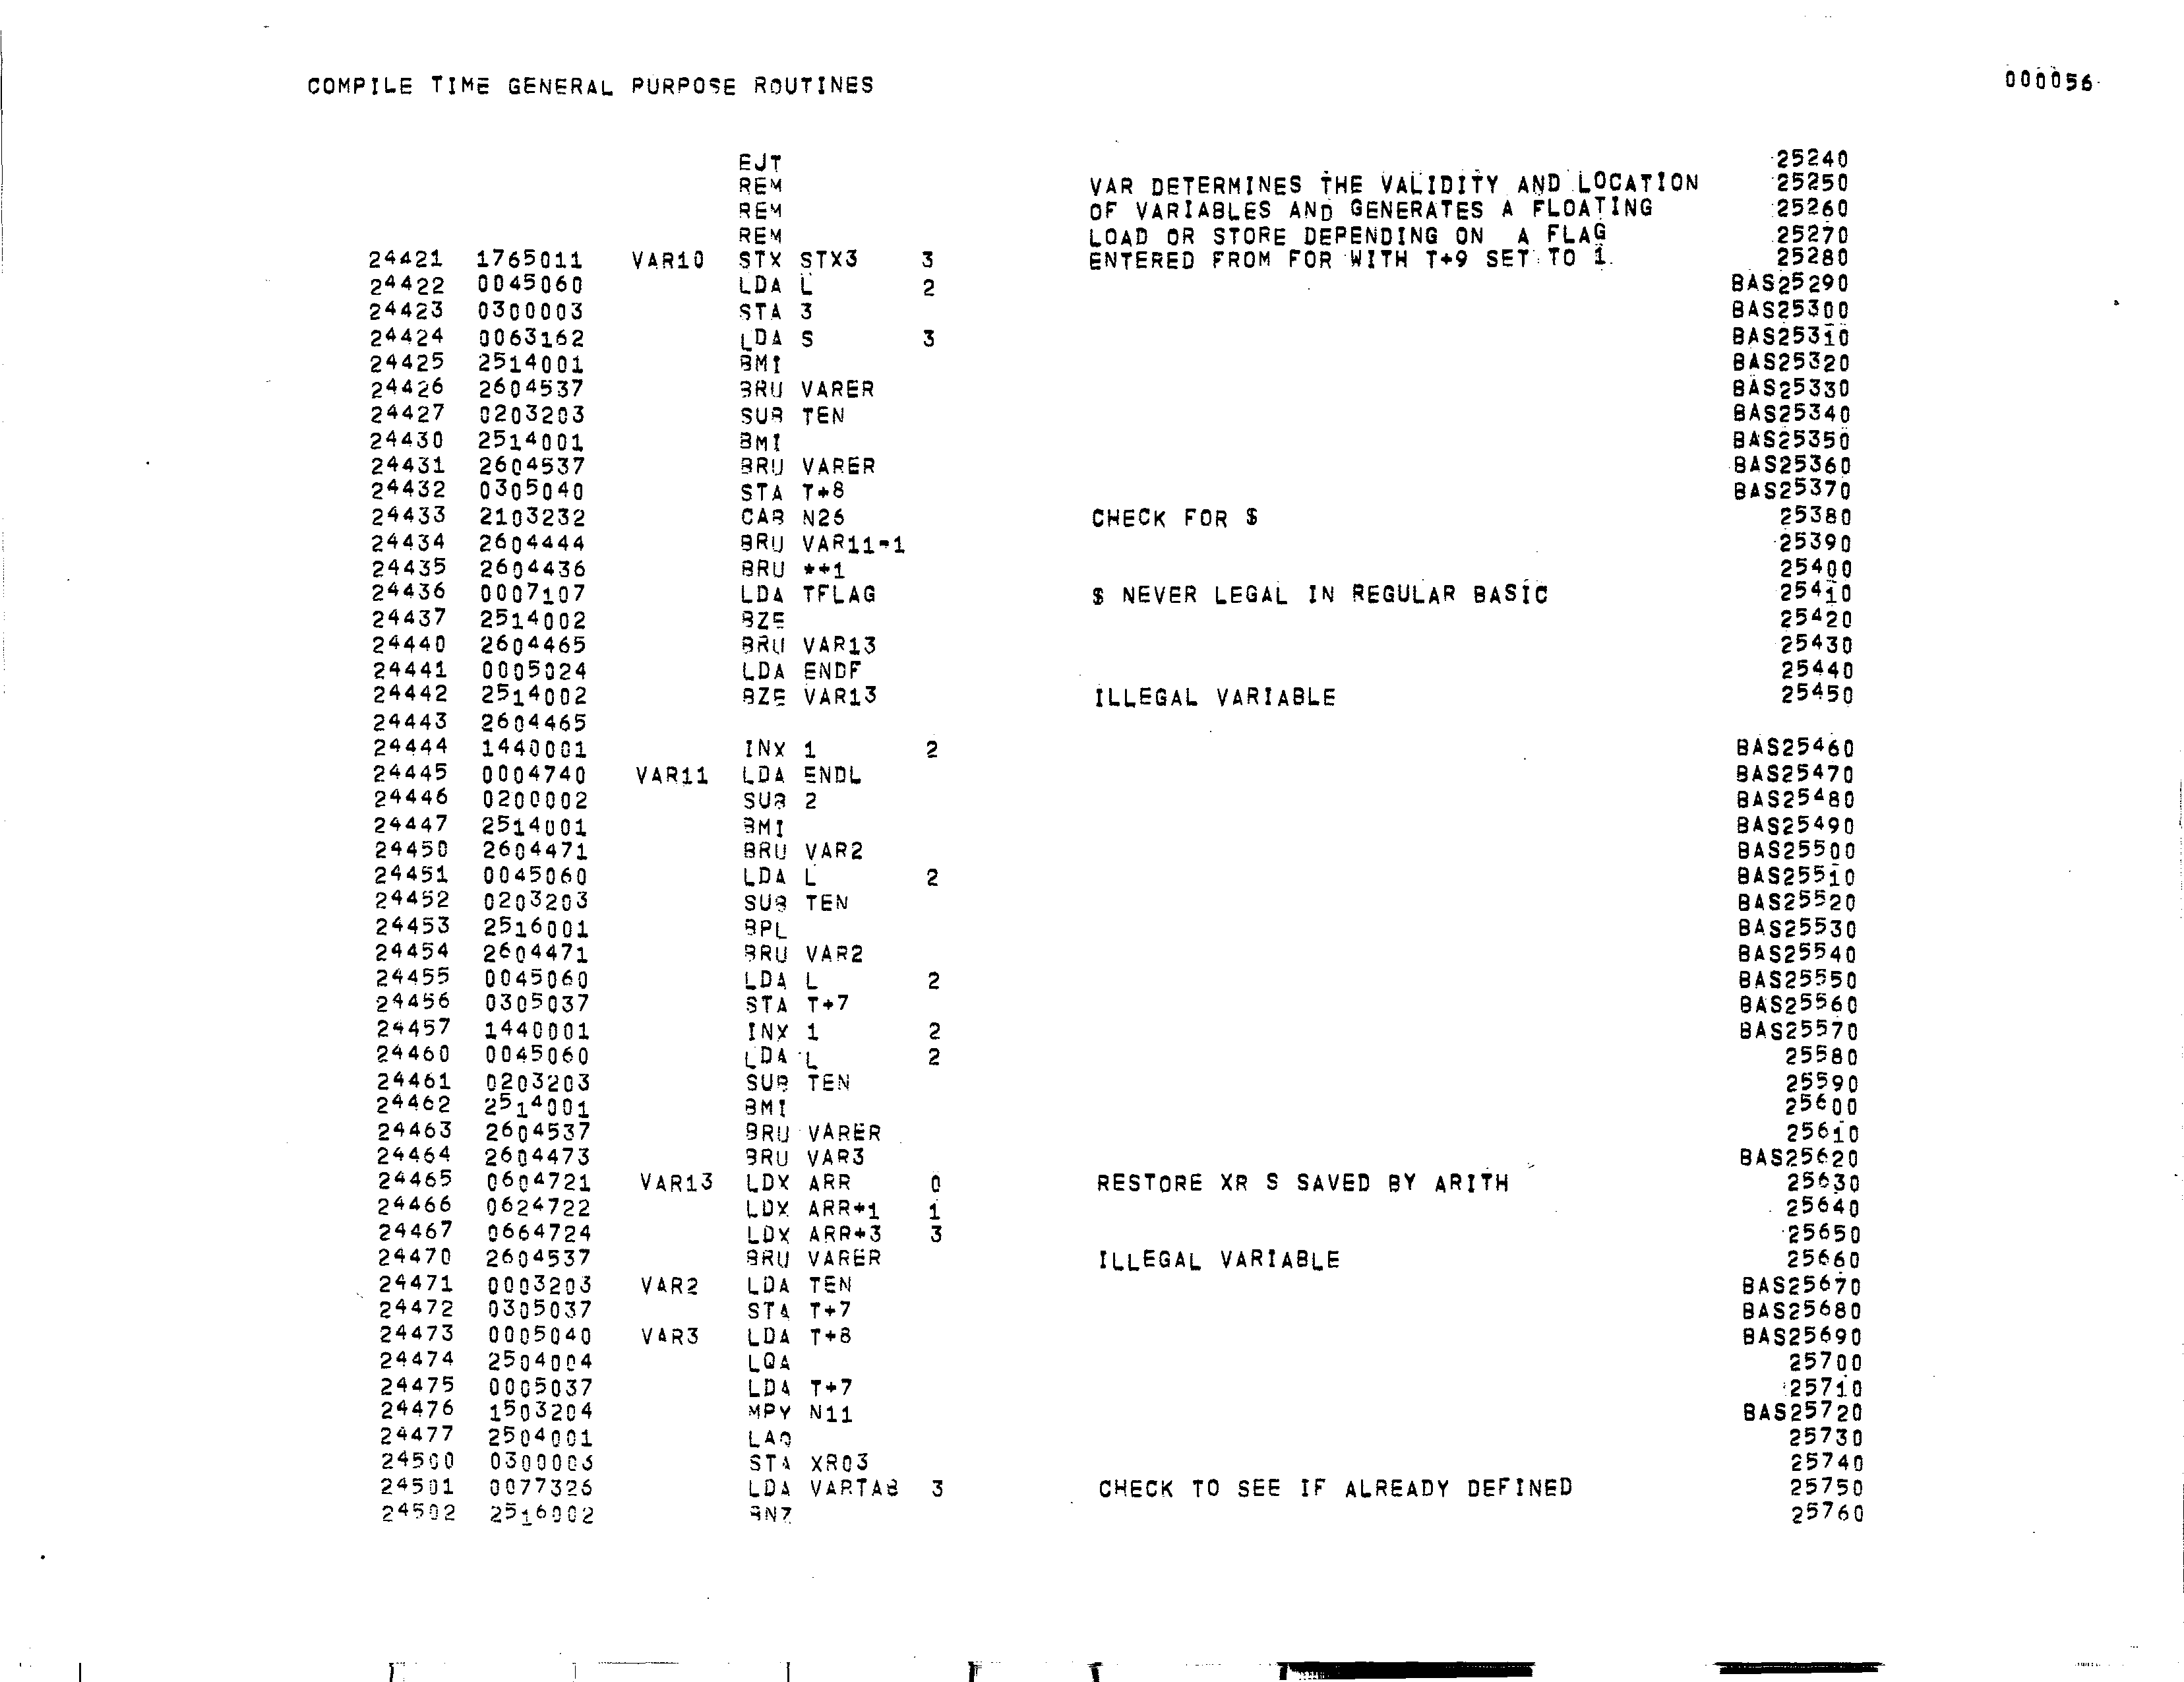 COMPILE TIME GENERAL PURPOSE ROUTINES 000056
EJT 25240
REM VAR DETERMINES THE VALIDITY AND LOCATION 25250
REM OF VARIABLES AND GENERATES A FLOATING 25260
REM LOAD OR STORE DEPENDING ON A FLAG 25270
24421 1765011 VAR10 STX STX3 3 ENTERED FROM FOR WITH T+9 SET TO 1. 25280
24422 0045060 LDA L 2 BAS25290
24423 0300003 STA 3 BAS25300
24424 0063162 LDA S 3 BAS25310
24425 2514001 BMI BAS25320
24426 2604537 BRU VARER BAS25330
24427 0203203 SUB TEN BAS25340
24430 2514001 BMI BAS25350
24431 2604537 BRU VARER BAS25360
24432 0305040 STA T+8 BAS25370
24433 2103232 CAB N26 CHECK FOR $ 25380
24434 2604444 BRU VAR11-1 25390
24435 2604436 BRU *+1 25400
24436 0007107 LDA TFLAG $ NEVER LEGAL IN REGULAR BASIC 25410
24437 2514002 BZE 25420
24440 2604465 BRU VAR13 25430
24441 0005024 LDA ENDF 25440
24442 2514002 BZE VAR13 ILLEGAL VARIABLE 25450
24443 2604465
24444 1440001 INX 1 2 BAS25460
24445 0004740 VAR11 LDA ENDL BAS25470
24446 0200002 SUB 2 BAS25480
24447 2514001 BMI BAS25490
24450 2604471 BRU VAR2 BAS25500
24451 0045060 LDA L 2 BAS25510
24452 0203203 SUB TEN BAS25520
24453 2516001 BPL BAS25530
24454 2604471 BRU VAR2 BAS25540
24455 0045060 LDA L 2 BAS25550
24456 0305037 STA T+7 BAS25560
24457 1440001 INX 1 2 BAS25570
24460 0045060 LDA L 2 25580
24461 0203203 SUB TEN 25590
24462 2514001 BMI 25600
24463 2604537 BRU VARER 25610
24464 2604473 BRU VAR3 BAS25620
24465 0604721 VAR13 LDX ARR 0 RESTORE XR S SAVED BY ARITH 25630
24466 0624722 LDX ARR+1 1 25640
24467 0664724 LDX ARR+3 3 25650
24470 2604537 BRU VARER ILLEGAL VARIABLE 25660
24471 0003203 VAR2 LDA TEN BAS25670
24472 0305037 STA T+7 BAS25680
24473 0005040 VAR3 LDA T+8 BAS25690
24474 2504004 LQA 25700
24475 0005037 LDA T+7 25710
24476 1503204 MPY N11 BAS25720
24477 2504001 LAQ 25730
24500 0300003 STA XR03 25740
24501 0077326 LDA VARTAB 3 CHECK TO SEE IF ALREADY DEFINED 25750
24502 2516002 BNZ 25760